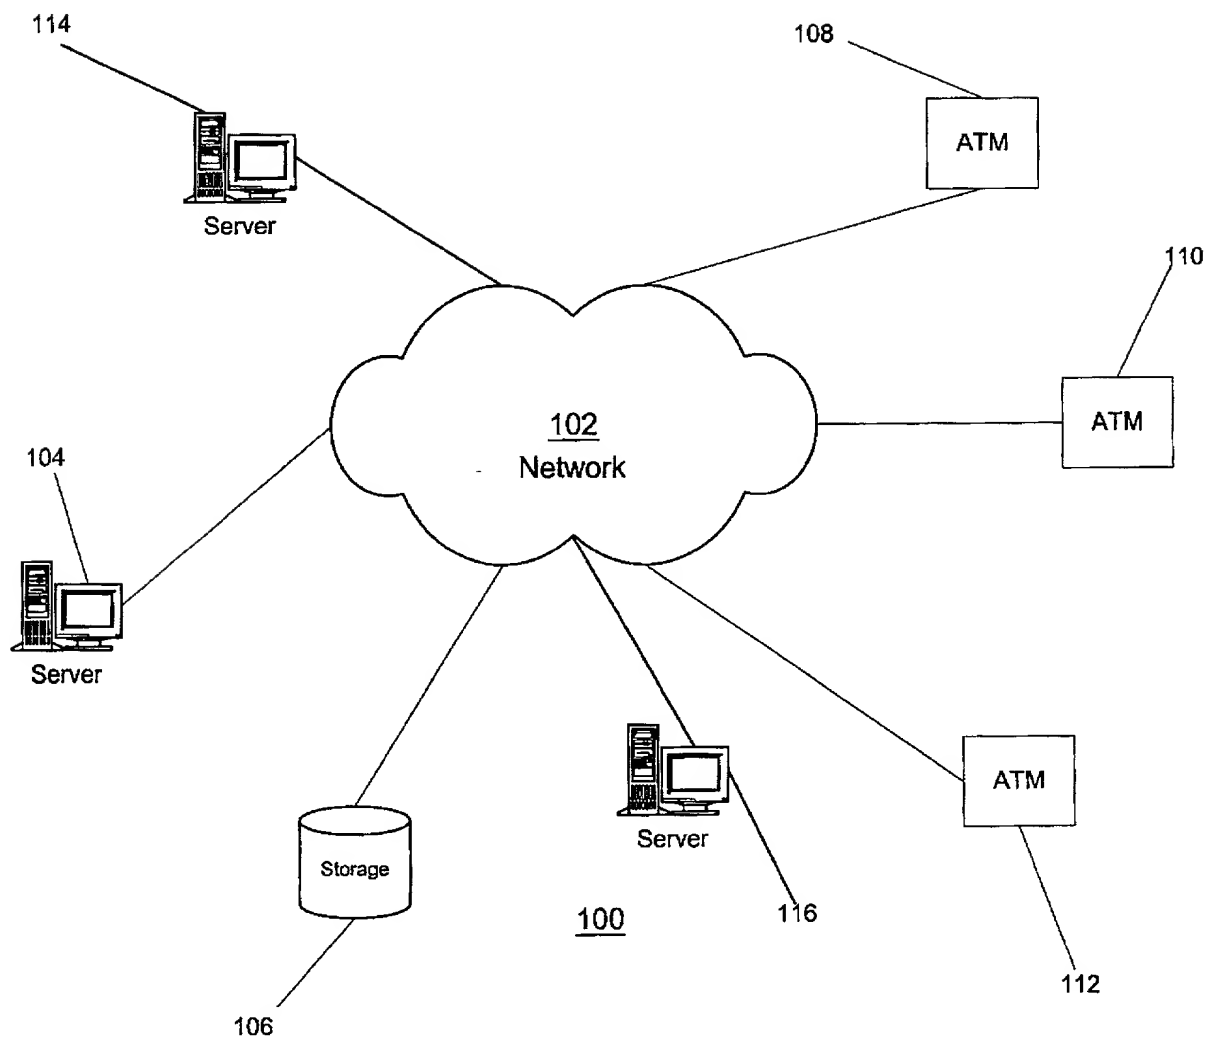 114
108
ATM
Server
110
102
Network
ATM
104
Server
ATM
Server
Storage
100
116
112
106